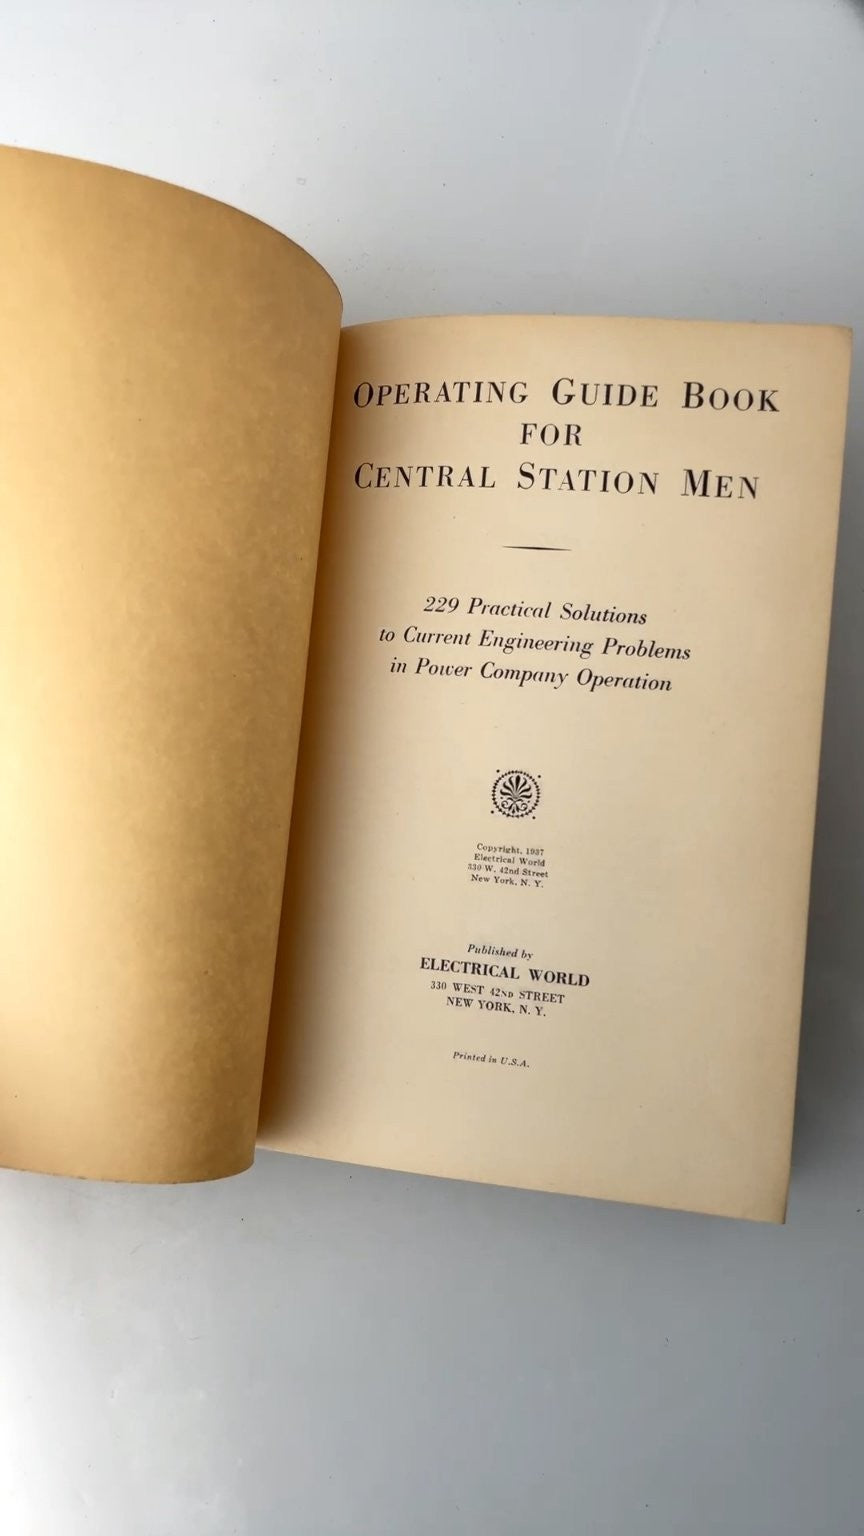 OPERATING GUIDE BOOK
FOR
CENTRAL STATION MEN
229 Practical Solutions
to Current Engineering Problems
in Power Company Operation
Copyright, 1937
Electrical World
330 W. 42nd Street
New York, N. Y.
Published by
ELECTRICAL WORLD
330 WEST 42ND STREET
NEW YORK, N. Y.
Printed in U.S.A.